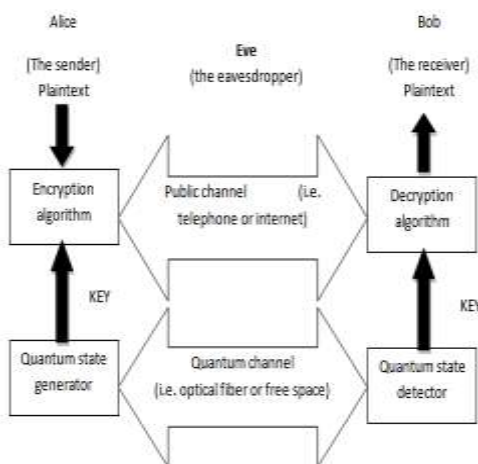 Alice
Bob
Eve
(the eavesdropper)
(The sender)
Plaintext
(The receiver)
Plaintext
Encryption
algorithm
Public channel (i.e.
telephone or internet)
Decryption
algorithm
KEY
KEY
Quantum state
generator
Quantum channel
(i.e. optical fiber or free space)
Quantum state
detector